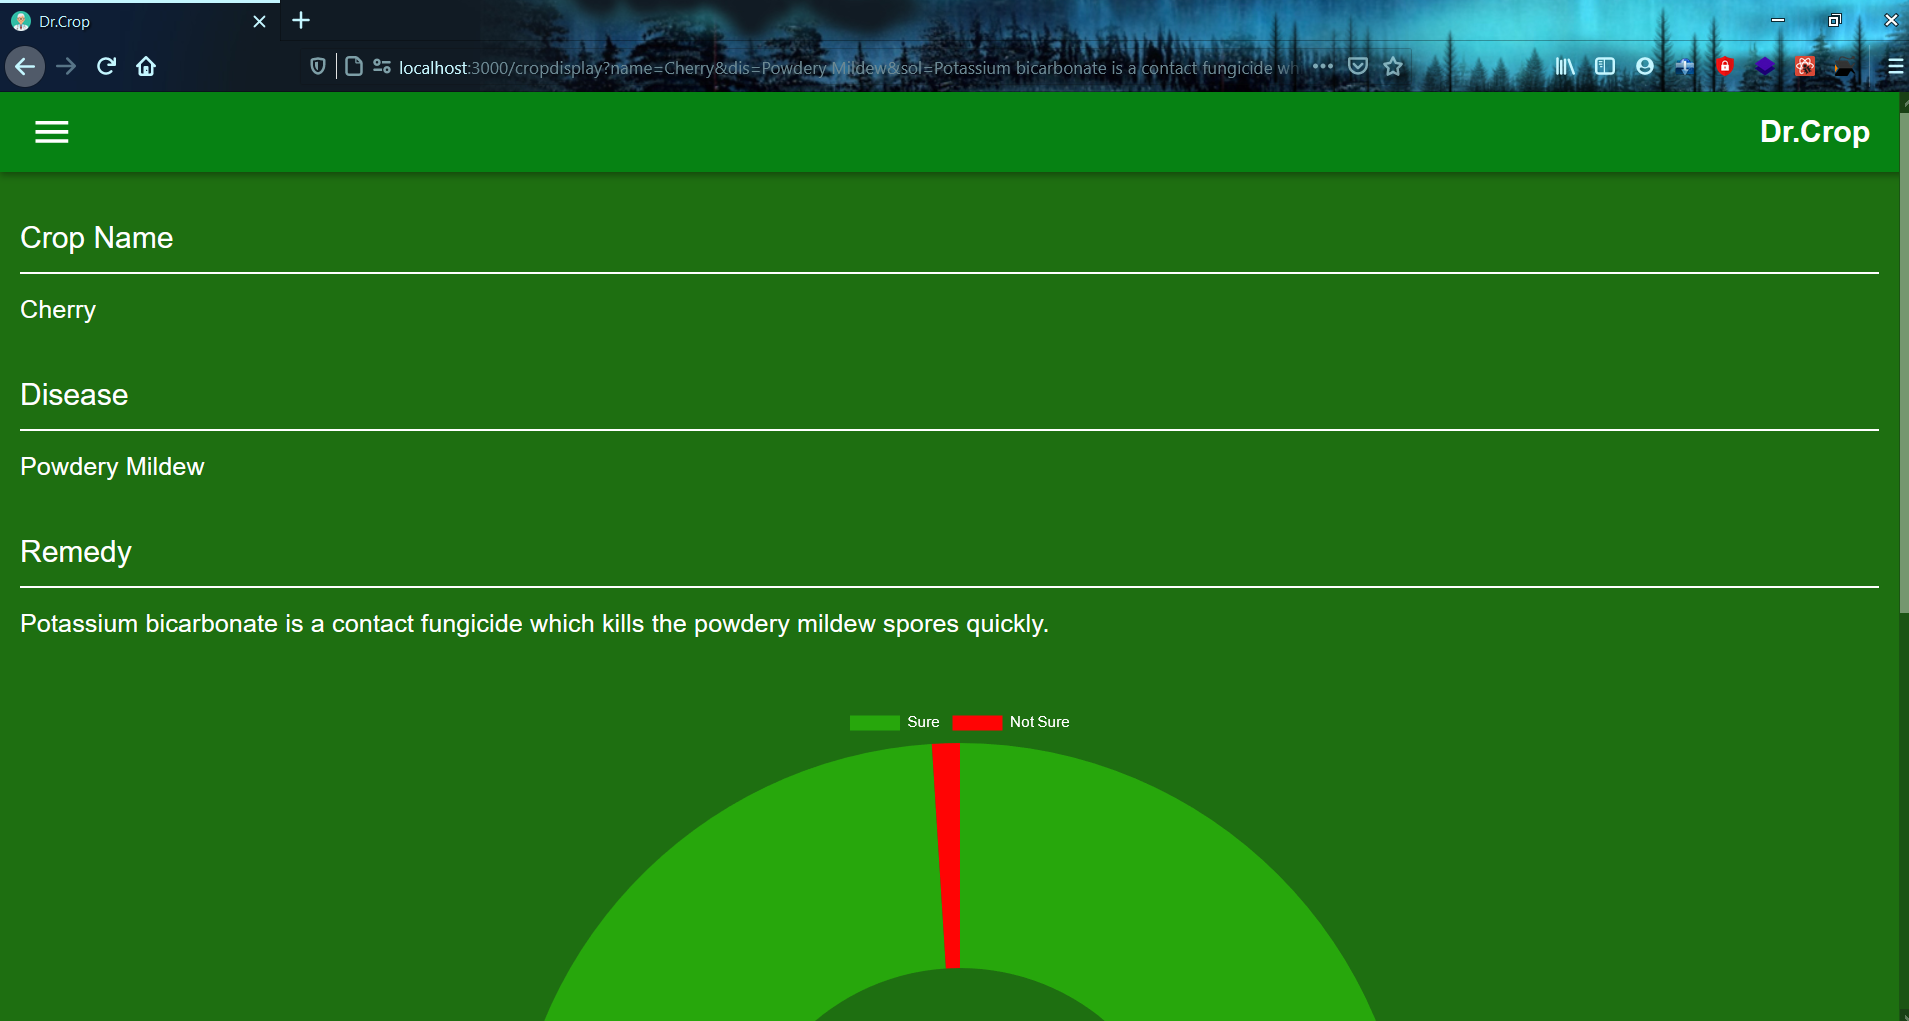 Dr.Crop
localhost:3000/cropdisplay?name=Cherry&dis=Powdery Mildew&sol=Potassium bicarbonate is a contact fungicide wh
Dr.Crop
Crop Name
Cherry
Disease
Powdery Mildew
Remedy
Potassium bicarbonate is a contact fungicide which kills the powdery mildew spores quickly.
Sure Not Sure